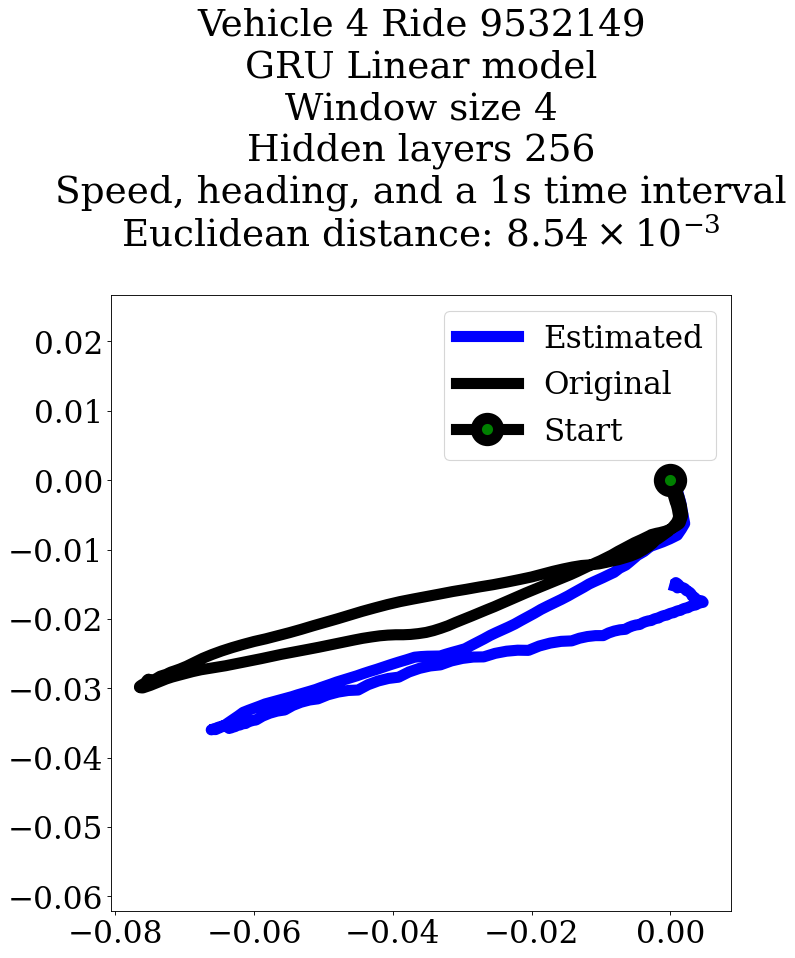 Vehicle 4 Ride 9532149
GRU Linear model
Window size 4
Hidden layers 256
Speed, heading, and a 1s time interval
Euclidean distance: 8.54 × 10⁻³
Estimated
Original
Start
0.02
0.01
0.00
−0.01
−0.02
−0.03
−0.04
−0.05
−0.06
−0.08 −0.06 −0.04 −0.02 0.00